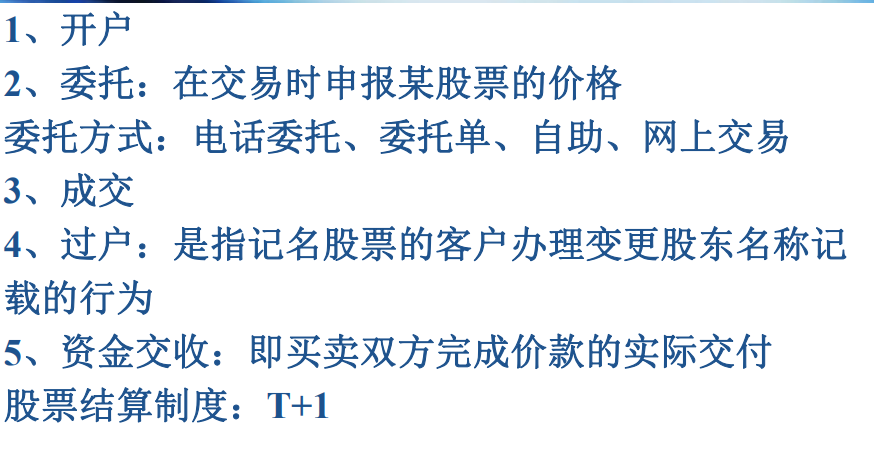 1、开户
2、委托：在交易时申报某股票的价格
委托方式：电话委托、委托单、自助、网上交易
3、成交
4、过户：是指记名股票的客户办理变更股东名称记
载的行为
5、资金交收：即买卖双方完成价款的实际交付
股票结算制度：T+1